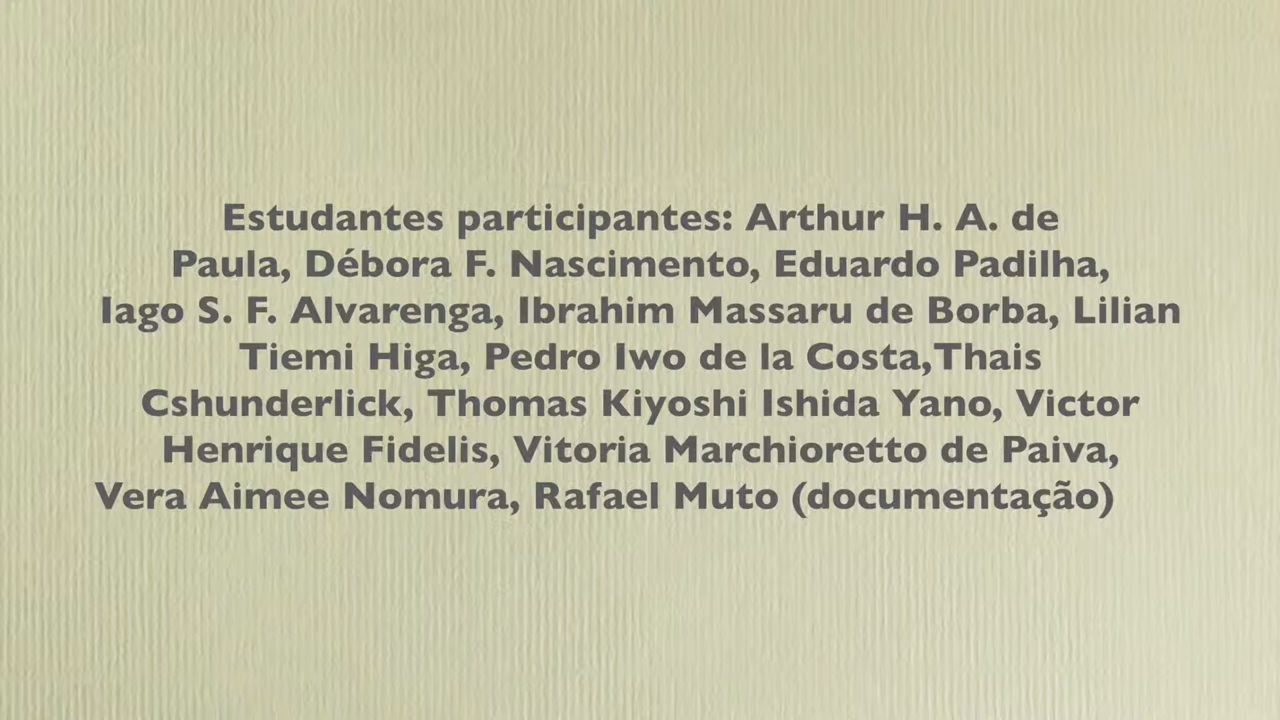 Estudantes participantes: Arthur H. A. de
Paula, Débora F. Nascimento, Eduardo Padilha,
Iago S. F. Alvarenga, Ibrahim Massaru de Borba, Lilian
Tiemi Higa, Pedro Iwo de la Costa,Thais
Cshunderlick, Thomas Kiyoshi Ishida Yano, Victor
Henrique Fidelis, Vitoria Marchioretto de Paiva,
Vera Aimee Nomura, Rafael Muto (documentação)